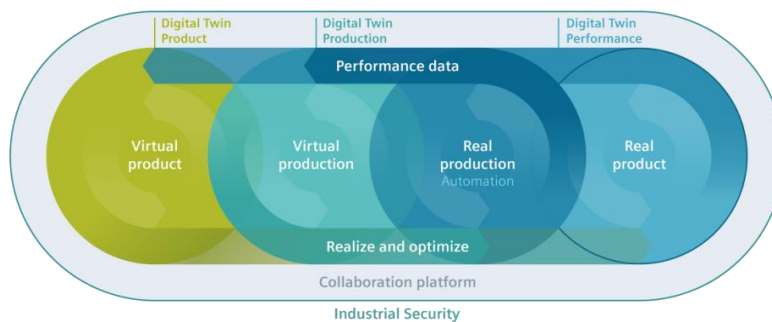 Digital Twin
Product
Digital Twin
Production
Digital Twin
Performance
Performance data
Virtual
product
Virtual
production
Real
production
Automation
Real
product
Realize and optimize
Collaboration platform
Industrial Security